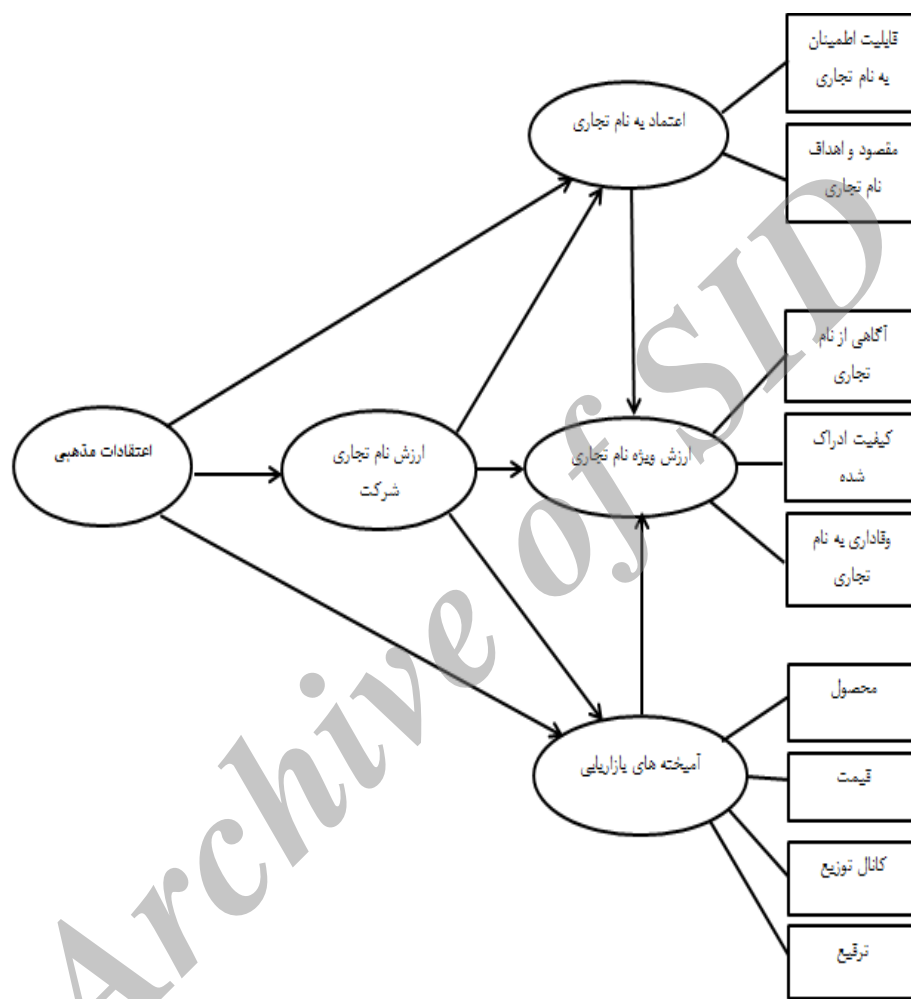 قابلیت اطمینان
به نام تجاری
اعتماد به نام تجاری
مقصود و اهداف
نام تجاری
آگاهی از نام
تجاری
کیفیت ادراک
شده
ارزش ویژه نام تجاری
ارزش نام تجاری
شرکت
اعتقادات مذهبی
وفاداری به نام
تجاری
محصول
آمیخته های بازاریابی
قیمت
کانال توزیع
ترفیع
Archive of SID